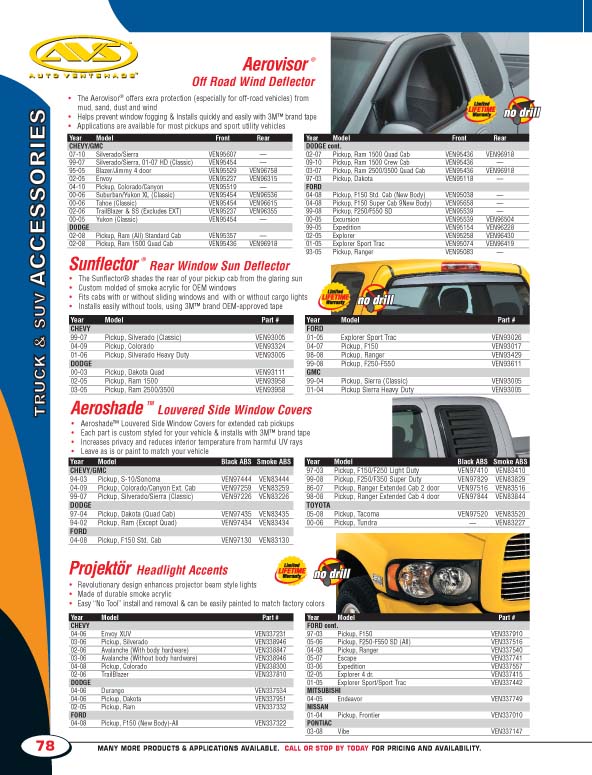 AVS
AUTO VENTSHADE
TRUCK & SUV ACCESSORIES
Aerovisor ®
Off Road Wind Deflector
• The Aerovisor® offers exra protection (especially for off-road vehicles) from
mud, sand, dust and wind
• Helps prevent window fogging & Installs quickly and easily with 3M™ brand tape
• Applications are available for most pickups and sport utility vehicles
Limited LIFETIME Warranty
no drill
Year Model Front Rear
CHEVY/GMC
07-10 Silverado/Sierra VEN95607 —
99-07 Silverado/Sierra, 01-07 HD (Classic) VEN95454 —
95-05 Blazer/Jimmy 4 door VEN95529 VEN96758
02-05 Envoy VEN95237 VEN96315
04-10 Pickup, Colorado/Canyon VEN95519 —
00-06 Suburban/Yukon XL (Classic) VEN95454 VEN96536
00-06 Tahoe (Classic) VEN95454 VEN96615
02-06 TrailBlazer & SS (Excludes EXT) VEN95237 VEN96355
00-05 Yukon (Classic) VEN95454 —
DODGE
02-08 Pickup, Ram (All) Standard Cab VEN95357 —
02-08 Pickup, Ram 1500 Quad Cab VEN95436 VEN96918
Year Model Front Rear
DODGE cont.
02-07 Pickup, Ram 1500 Quad Cab VEN95436 VEN96918
09-10 Pickup, Ram 1500 Crew Cab VEN95436 —
03-07 Pickup, Ram 2500/3500 Quad Cab VEN95436 VEN96918
97-03 Pickup, Dakota VEN95118 —
FORD
04-08 Pickup, F150 Std. Cab (New Body) VEN95038 —
04-08 Pickup, F150 Super Cab 9New Body) VEN95658 —
99-08 Pickup, F250/F550 SD VEN95539 —
00-05 Excursion VEN95539 VEN96504
99-05 Expedition VEN95154 VEN96228
02-05 Explorer VEN95258 VEN96430
01-05 Explorer Sport Trac VEN95074 VEN96419
93-05 Pickup, Ranger VEN95083 —
Sunflector ® Rear Window Sun Deflector
• The Sunflector® shades the rear of your pickup cab from the glaring sun
• Custom molded of smoke acrylic for OEM windows
• Fits cabs with or without sliding windows and with or without cargo lights
• Installs easily without tools, using 3M™ brand OEM-approved tape
Limited LIFETIME Warranty
no drill
Year Model Part #
CHEVY
99-07 Pickup, Silverado (Classic) VEN93005
04-09 Pickup, Colorado VEN93324
01-06 Pickup, Silverado Heavy Duty VEN93005
DODGE
00-03 Pickup, Dakota Quad VEN93111
02-05 Pickup, Ram 1500 VEN93958
03-05 Pickup, Ram 2500/3500 VEN93958
Year Model Part #
FORD
01-05 Explorer Sport Trac VEN93026
04-07 Pickup, F150 VEN93017
98-08 Pickup, Ranger VEN93429
99-08 Pickup, F250-F550 VEN93611
GMC
99-04 Pickup, Sierra (Classic) VEN93005
01-04 Pickup Sierra Heavy Duty VEN93005
Aeroshade ™ Louvered Side Window Covers
• Aeroshade™ Louvered Side Window Covers for extended cab pickups
• Each part is custom styled for your vehicle & installs with 3M™ brand tape
• Increases privacy and reduces interior temperature from harmful UV rays
• Leave as is or paint to match your vehicle
Year Model Black ABS Smoke ABS
CHEVY/GMC
94-03 Pickup, S-10/Sonoma VEN97444 VEN83444
04-09 Pickup, Colorado/Canyon Ext. Cab VEN97259 VEN83259
99-07 Pickup, Silverado/Sierra (Classic) VEN97226 VEN83226
DODGE
97-04 Pickup, Dakota (Quad Cab) VEN97435 VEN83435
94-02 Pickup, Ram (Except Quad) VEN97434 VEN83434
FORD
04-08 Pickup, F150 Std. Cab VEN97130 VEN83130
Year Model Black ABS Smoke ABS
97-03 Pickup, F150/F250 Light Duty VEN97410 VEN83410
99-08 Pickup, F250/F350 Super Duty VEN97829 VEN83829
86-07 Pickup, Ranger Extended Cab 2 door VEN97516 VEN83516
98-08 Pickup, Ranger Extended Cab 4 door VEN97844 VEN83844
TOYOTA
05-08 Pickup, Tacoma VEN97520 VEN83520
00-06 Pickup, Tundra — VEN83227
Projektör Headlight Accents
• Revolutionary design enhances projector beam style lights
• Made of durable smoke acrylic
• Easy “No Tool” install and removal & can be easily painted to match factory colors
Limited LIFETIME Warranty
no drill
Year Model Part #
CHEVY
04-06 Envoy XUV VEN337231
03-06 Pickup, Silverado VEN338946
02-06 Avalanche (With body hardware) VEN338847
03-06 Avalanche (Without body hardware) VEN338946
04-08 Pickup, Colorado VEN338300
02-06 TrailBlazer VEN337810
DODGE
04-06 Durango VEN337534
04-06 Pickup, Dakota VEN337951
02-05 Pickup, Ram VEN337332
FORD
04-08 Pickup, F150 (New Body)-All VEN337322
Year Model Part #
FORD cont.
97-03 Pickup, F150 VEN337910
05-06 Pickup, F250-F550 SD (All) VEN337516
04-08 Pickup, Ranger VEN337540
05-07 Escape VEN337741
03-06 Expedition VEN337557
02-05 Explorer 4 dr. VEN337415
01-05 Explorer Sport/Sport Trac VEN337442
MITSUBISHI
04-05 Endeavor VEN337749
NISSAN
01-04 Pickup, Frontier VEN337010
PONTIAC
03-08 Vibe VEN337147
78 MANY MORE PRODUCTS & APPLICATIONS AVAILABLE. CALL OR STOP BY TODAY FOR PRICING AND AVAILABILITY.